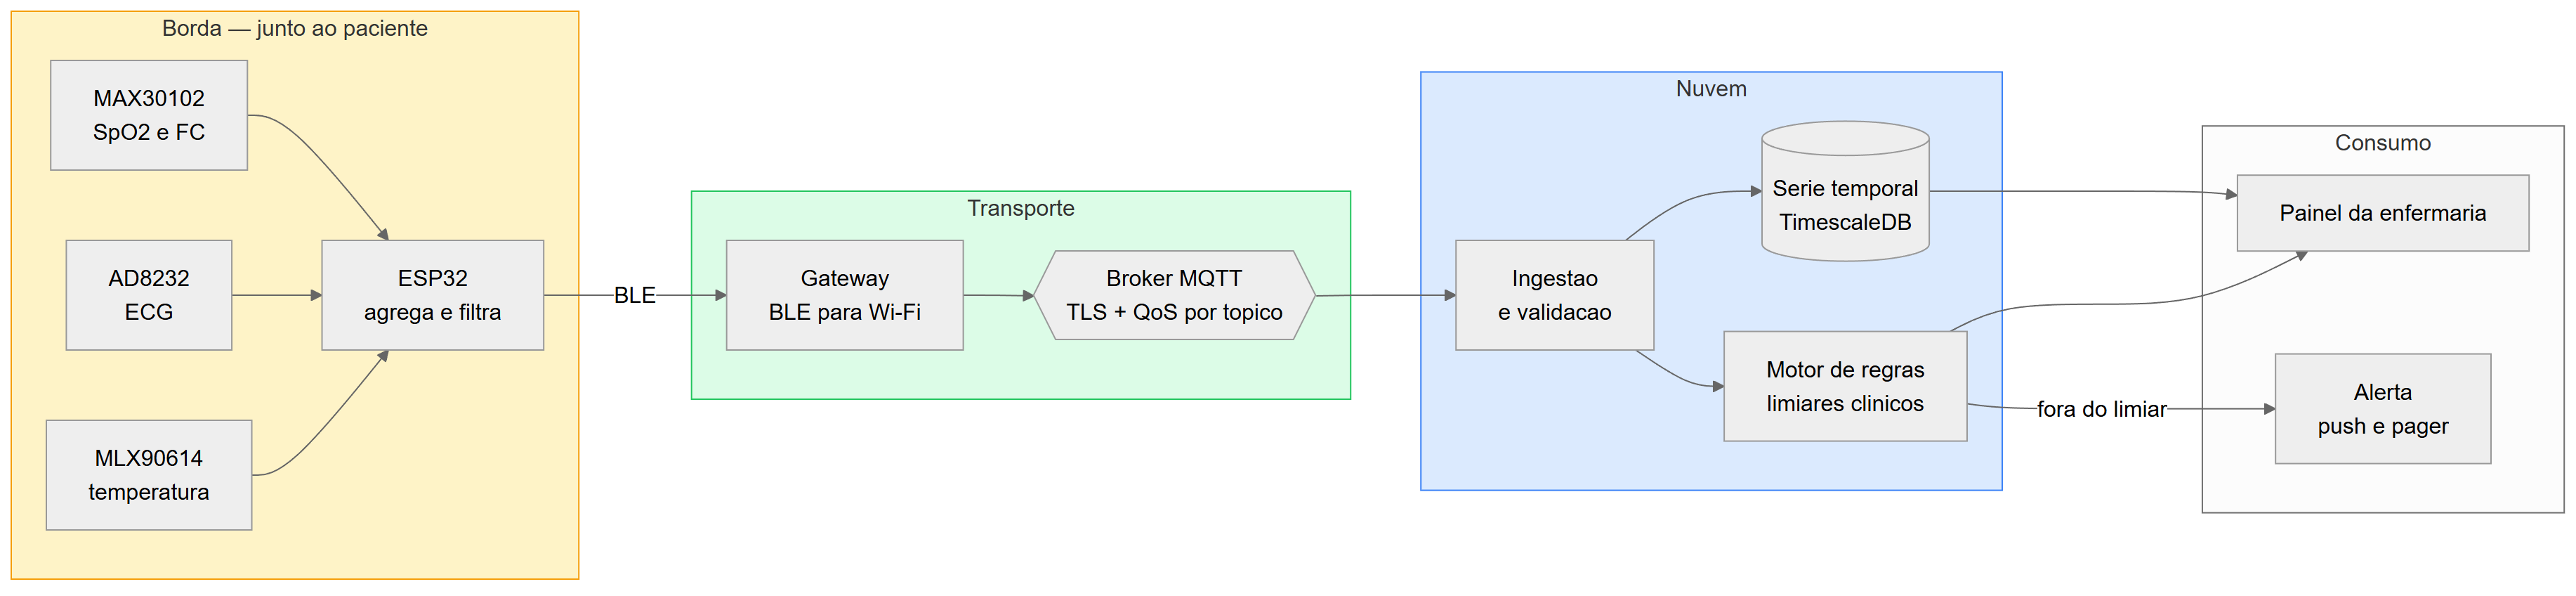 Borda — junto ao paciente
MAX30102
SpO2 e FC
AD8232
ECG
MLX90614
temperatura
ESP32
agrega e filtra
BLE
Transporte
Gateway
BLE para Wi-Fi
Broker MQTT
TLS + QoS por topico
Nuvem
Ingestao
e validacao
Serie temporal
TimescaleDB
Motor de regras
limiares clinicos
fora do limiar
Consumo
Painel da enfermaria
Alerta
push e pager